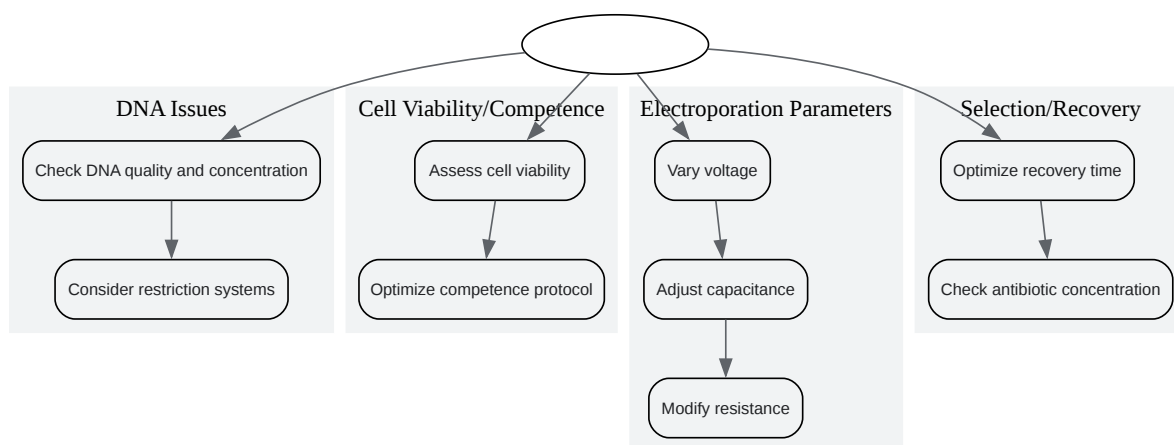 DNA Issues
Check DNA quality and concentration
Consider restriction systems
Cell Viability/Competence
Assess cell viability
Optimize competence protocol
Electroporation Parameters
Vary voltage
Adjust capacitance
Modify resistance
Selection/Recovery
Optimize recovery time
Check antibiotic concentration